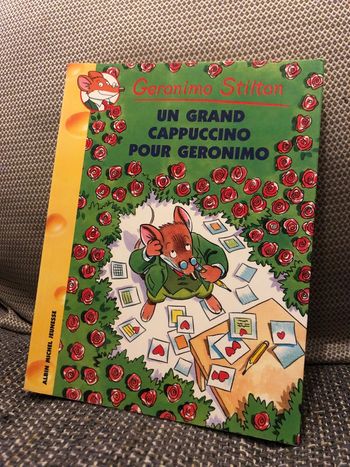 Geronimo Stilton
UN GRAND
CAPPUCCINO
POUR GERONIMO
ALBIN MICHEL JEUNESSE